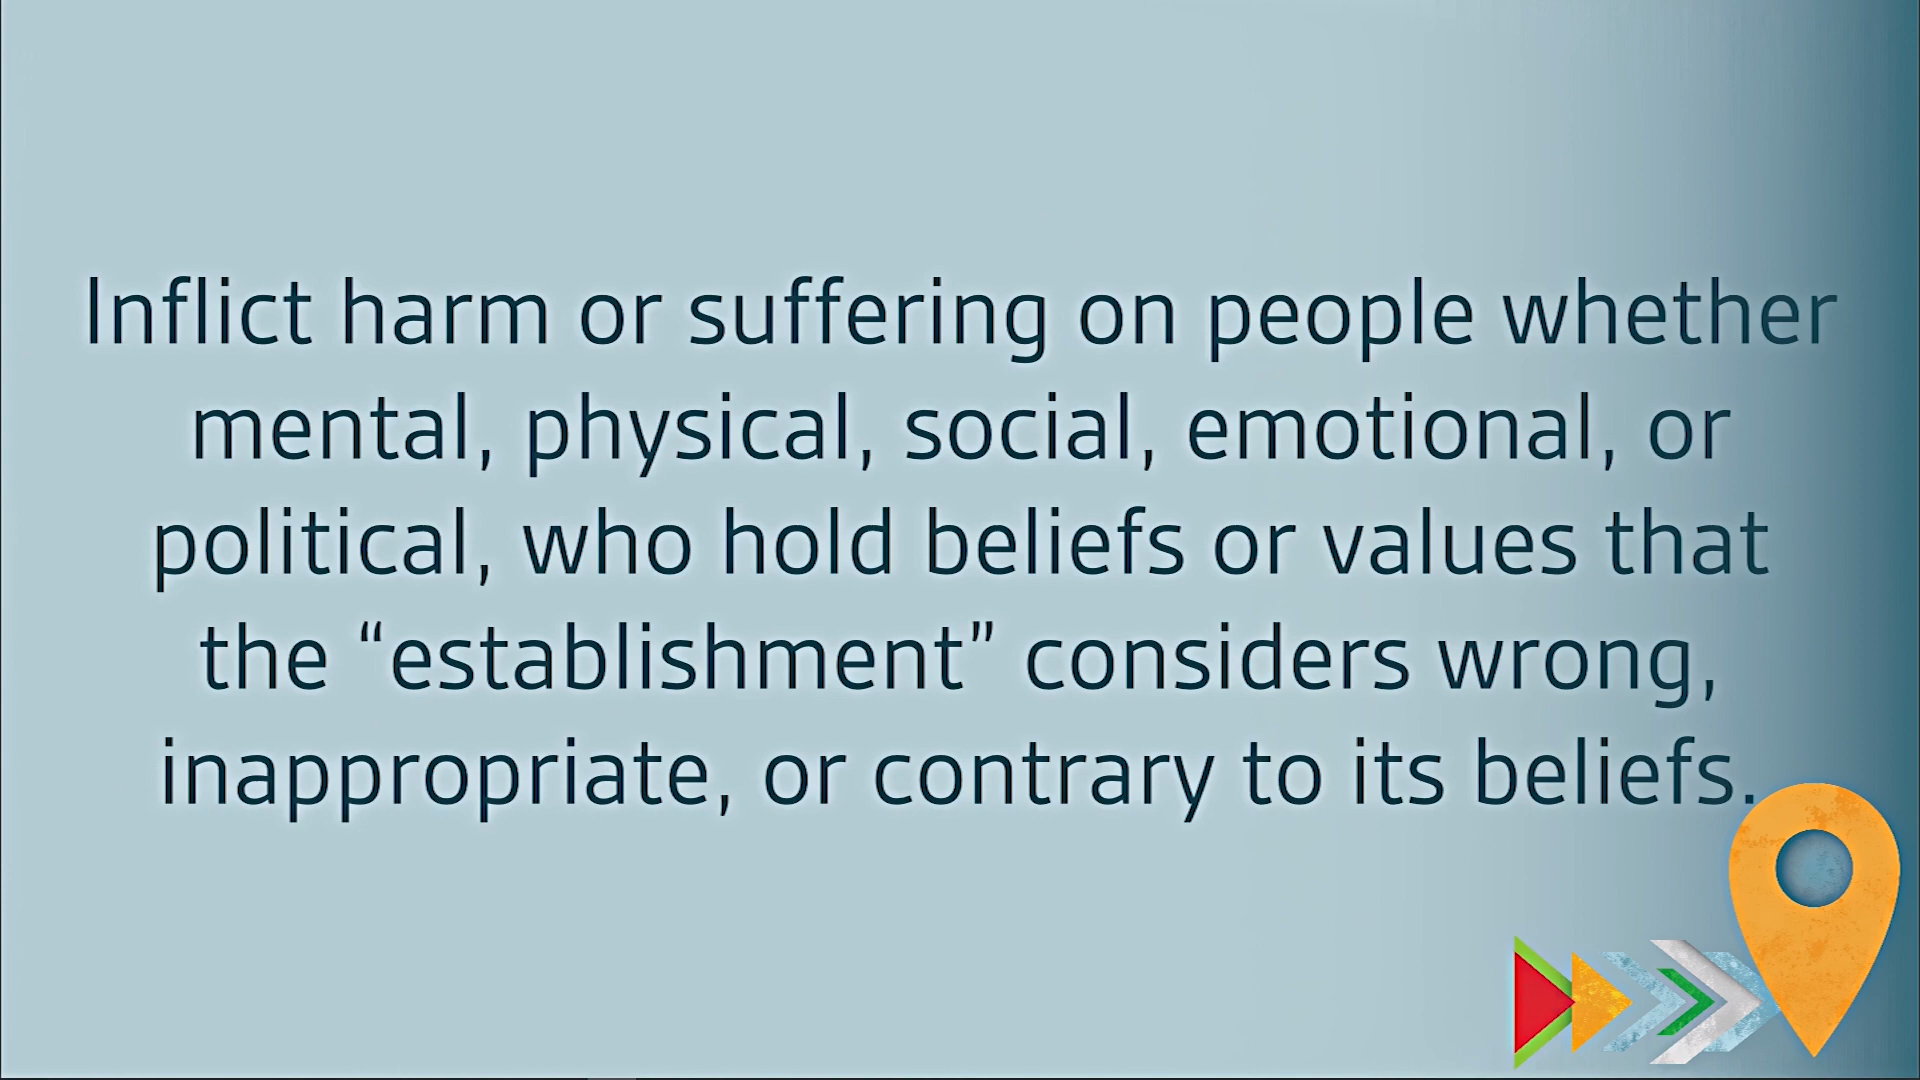 Inflict harm or suffering on people whether
mental, physical, social, emotional, or
political, who hold beliefs or values that
the “establishment” considers wrong,
inappropriate, or contrary to its beliefs.